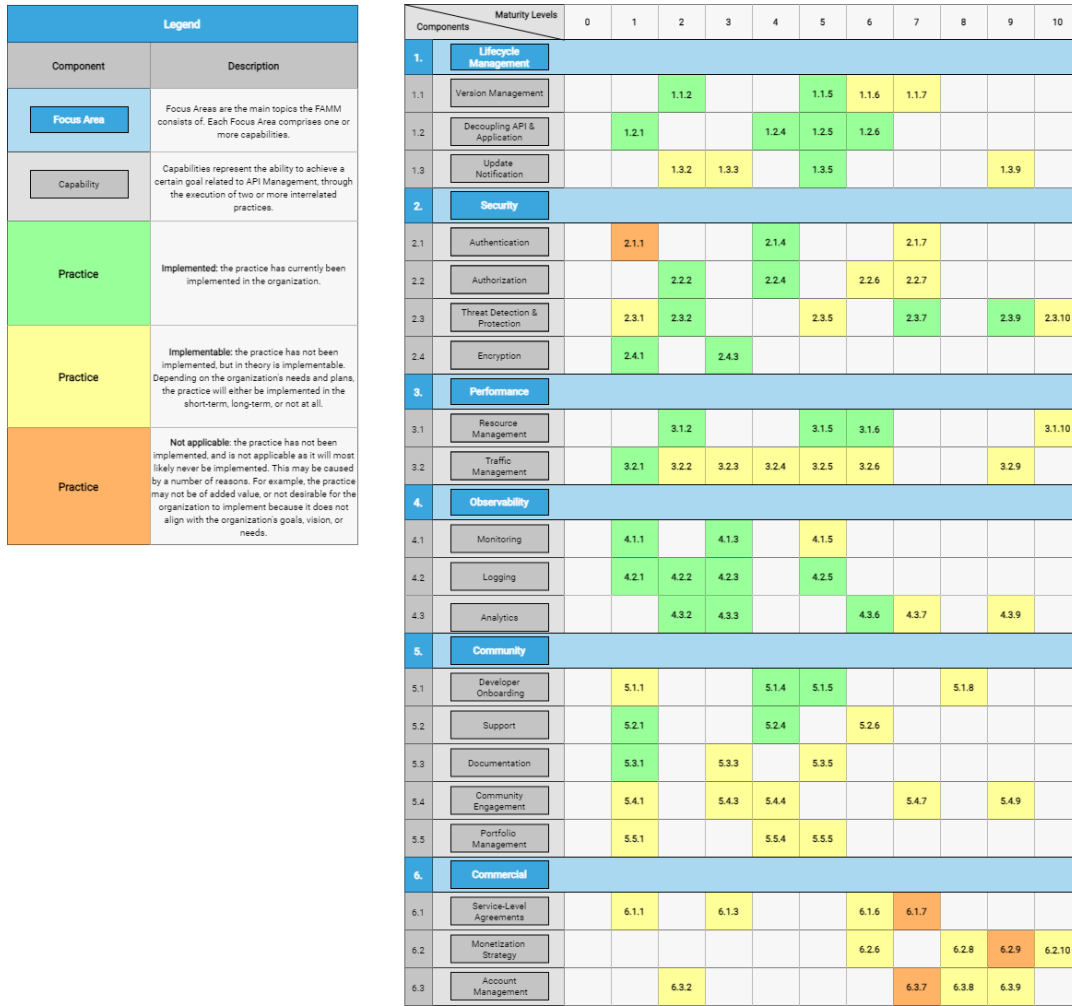 Legend
Component Description
Focus Area
Focus Areas are the main topics the FAMM
consists of. Each Focus Area comprises one or
more capabilities.
Capability
Capabilities represent the ability to achieve a
certain goal related to API Management, through
the execution of two or more interrelated
practices.
Practice
Implemented: the practice has currently been
implemented in the organization.
Practice
Implementable: the practice has not been
implemented, but in theory is implementable.
Depending on the organization's needs and plans,
the practice will either be implemented in the
short-term, long-term, or not at all.
Practice
Not applicable: the practice has not been
implemented, and is not applicable as it will most
likely never be implemented. This may be caused
by a number of reasons. For example, the practice
may not be of added value, or not desirable for the
organization to implement because it does not
align with the organization's goals, vision, or
needs.
Maturity Levels
Components
0 1 2 3 4 5 6 7 8 9 10
1. Lifecycle
Management
1.1 Version Management 1.1.2 1.1.5 1.1.6 1.1.7
1.2 Decoupling API &
Application 1.2.1 1.2.4 1.2.5 1.2.6
1.3 Update
Notification 1.3.2 1.3.3 1.3.5 1.3.9
2. Security
2.1 Authentication 2.1.1 2.1.4 2.1.7
2.2 Authorization 2.2.2 2.2.4 2.2.6 2.2.7
2.3 Threat Detection &
Protection 2.3.1 2.3.2 2.3.5 2.3.7 2.3.9 2.3.10
2.4 Encryption 2.4.1 2.4.3
3. Performance
3.1 Resource
Management 3.1.2 3.1.5 3.1.6 3.1.10
3.2 Traffic
Management 3.2.1 3.2.2 3.2.3 3.2.4 3.2.5 3.2.6 3.2.9
4. Observability
4.1 Monitoring 4.1.1 4.1.3 4.1.5
4.2 Logging 4.2.1 4.2.2 4.2.3 4.2.5
4.3 Analytics 4.3.2 4.3.3 4.3.6 4.3.7 4.3.9
5. Community
5.1 Developer
Onboarding 5.1.1 5.1.4 5.1.5 5.1.8
5.2 Support 5.2.1 5.2.4 5.2.6
5.3 Documentation 5.3.1 5.3.3 5.3.5
5.4 Community
Engagement 5.4.1 5.4.3 5.4.4 5.4.7 5.4.9
5.5 Portfolio
Management 5.5.1 5.5.4 5.5.5
6. Commercial
6.1 Service-Level
Agreements 6.1.1 6.1.3 6.1.6 6.1.7
6.2 Monetization
Strategy 6.2.6 6.2.8 6.2.9 6.2.10
6.3 Account
Management 6.3.2 6.3.7 6.3.8 6.3.9